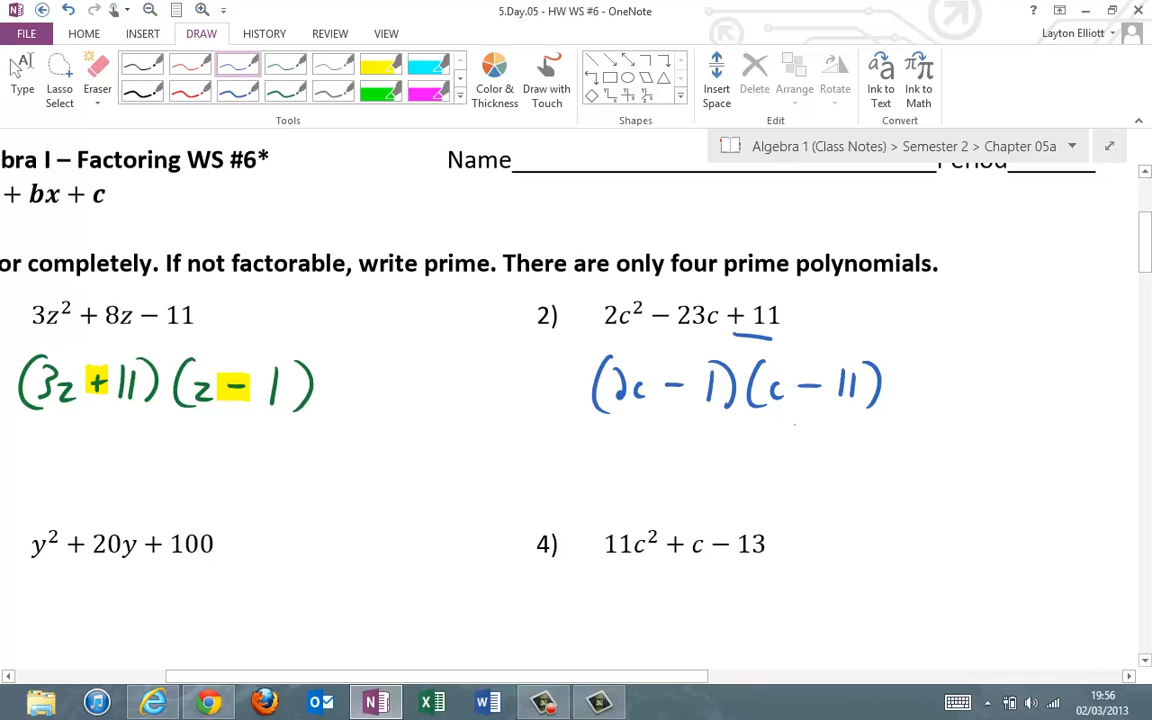 5.Day.05 - HW WS #6 - OneNote
FILE HOME INSERT DRAW HISTORY REVIEW VIEW
Layton Elliott
Type
Lasso Select
Eraser
Color & Thickness
Draw with Touch
Insert Space
Delete
Arrange
Rotate
Ink to Text
Ink to Math
Tools
Shapes
Edit
Convert
Algebra 1 (Class Notes) > Semester 2 > Chapter 05a
bra I – Factoring WS #6* Name Period
+ bx + c
or completely. If not factorable, write prime. There are only four prime polynomials.
3z² + 8z − 11 2) 2c² − 23c + 11
(3z + 11)(z − 1) (2c − 1)(c − 11)
y² + 20y + 100 4) 11c² + c − 13
19:56
02/03/2013